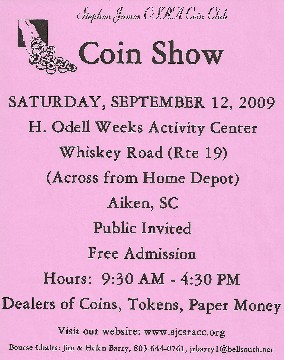 Stephen James CSRA Coin Club
Coin Show
SATURDAY, SEPTEMBER 12, 2009
H. Odell Weeks Activity Center
Whiskey Road (Rte 19)
(Across from Home Depot)
Aiken, SC
Public Invited
Free Admission
Hours: 9:30 AM - 4:30 PM
Dealers of Coins, Tokens, Paper Money
Visit our website: www.sjcsracc.org
Bourse Chairs: Jim & Helen Barry, 803-644-0761, jrbarry1@bellsouth.net